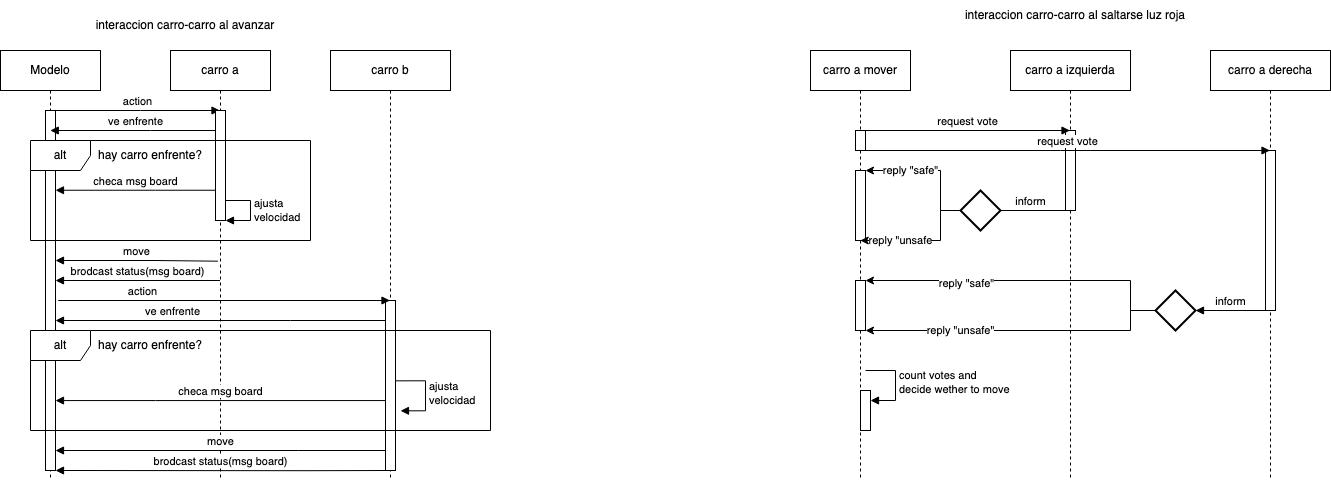 interaccion carro-carro al avanzar
Modelo
carro a
carro b
action
ve enfrente
alt
hay carro enfrente?
checa msg board
ajusta
velocidad
move
brodcast status(msg board)
action
ve enfrente
alt
hay carro enfrente?
ajusta
velocidad
checa msg board
move
brodcast status(msg board)
interaccion carro-carro al saltarse luz roja
carro a mover
carro a izquierda
carro a derecha
request vote
request vote
reply "safe"
inform
reply "unsafe
reply "safe"
inform
reply "unsafe"
count votes and
decide wether to move